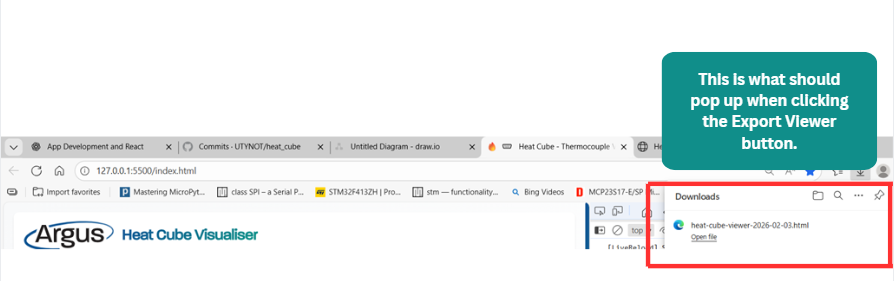 This is what should
pop up when clicking
the Export Viewer
button.
App Development and React
Commits · UTYNOT/heat_cube
Untitled Diagram - draw.io
Heat Cube - Thermocouple
127.0.0.1:5500/index.html
Import favorites
Mastering MicroPyt...
class SPI – a Serial P...
STM32F413ZH | Pro...
stm — functionality...
Bing Videos
MCP23S17-E/SP Mi...
Downloads
heat-cube-viewer-2026-02-03.html
Open file
Argus Heat Cube Visualiser
top